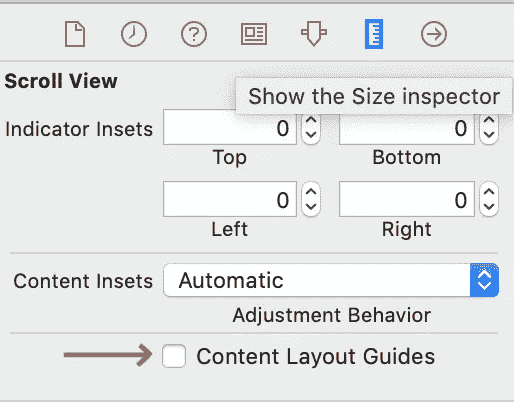 Scroll View
Show the Size inspector
Indicator Insets 0 0
Top Bottom
0 0
Left Right
Content Insets Automatic
Adjustment Behavior
Content Layout Guides